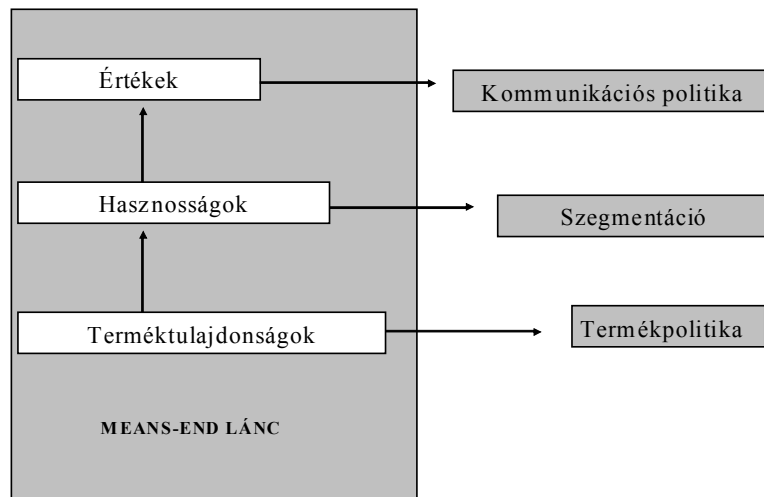 Értékek
Kommunikációs politika
Hasznosságok
Szegmentáció
Terméktulajdonságok
Termékpolitika
MEANS-END LÁNC